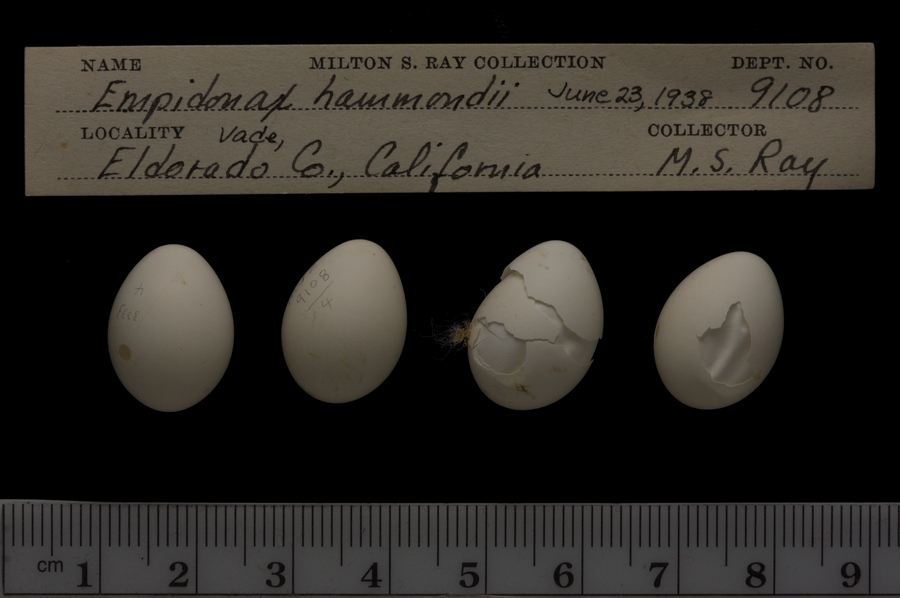 NAME MILTON S. RAY COLLECTION DEPT. NO.
Empidonax hammondii June 23, 1938 9108
LOCALITY Vade, COLLECTOR
Eldorado Co., California M. S. Ray
9108
4
cm 1 2 3 4 5 6 7 8 9